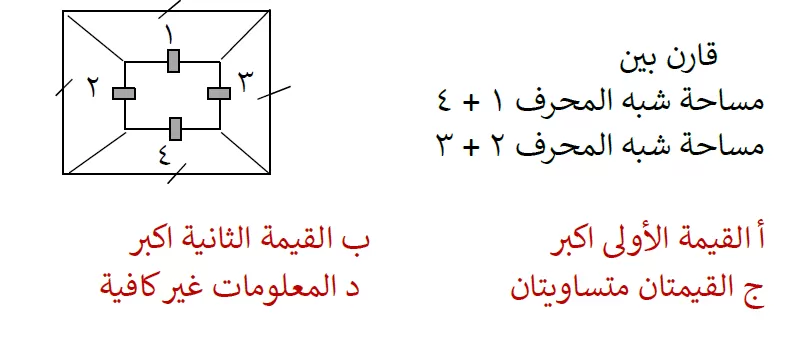 ١
٢
٣
٤
قارن بين
مساحة شبه المحرف ١ + ٤
مساحة شبه المحرف ٢ + ٣
أ القيمة الأولى اكبر
ب القيمة الثانية اكبر
ج القيمتان متساويتان
د المعلومات غير كافية